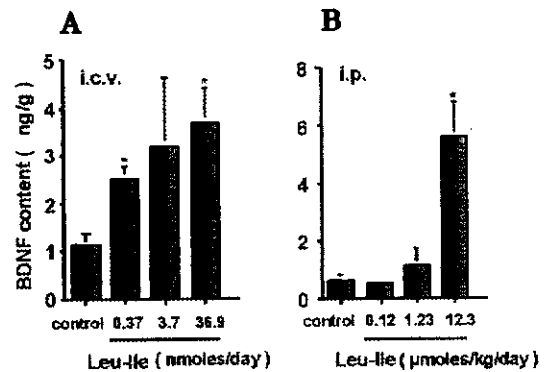 A
B
i.c.v.
i.p.
BDNF content ( ng/g )
5
4
3
2
1
0
8
6
4
2
0
*
*
*
control 0.37 3.7 36.9
control 0.12 1.23 12.3
Leu-Ile ( nmoles/day )
Leu-Ile ( μmoles/kg/day )